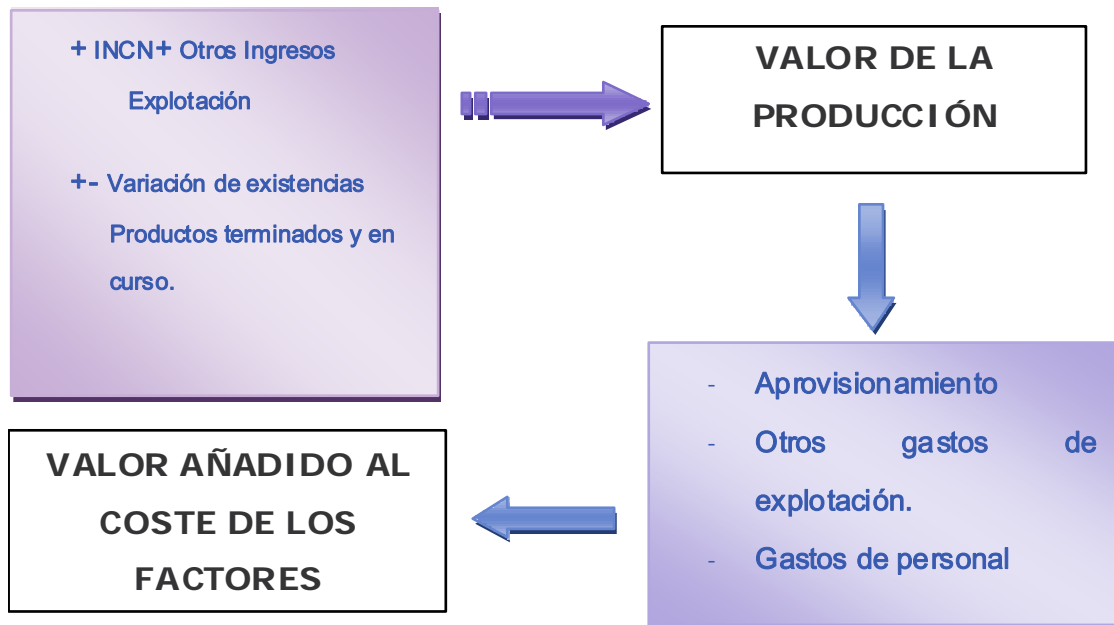 + INCN+ Otros Ingresos
Explotación
+- Variación de existencias
Productos terminados y en
curso.
VALOR DE LA
PRODUCCIÓN
- Aprovisionamiento
- Otros gastos de
explotación.
- Gastos de personal
VALOR AÑADIDO AL
COSTE DE LOS
FACTORES